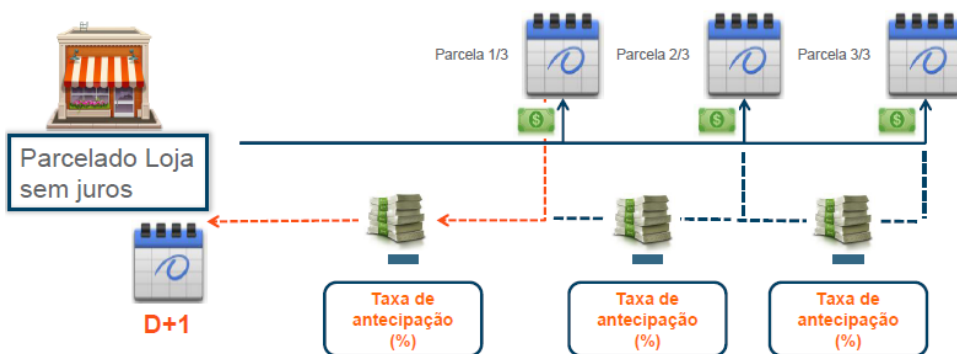 Parcela 1/3
Parcela 2/3
Parcela 3/3
Parcelado Loja
sem juros
D+1
Taxa de
antecipação
(%)
Taxa de
antecipação
(%)
Taxa de
antecipação
(%)